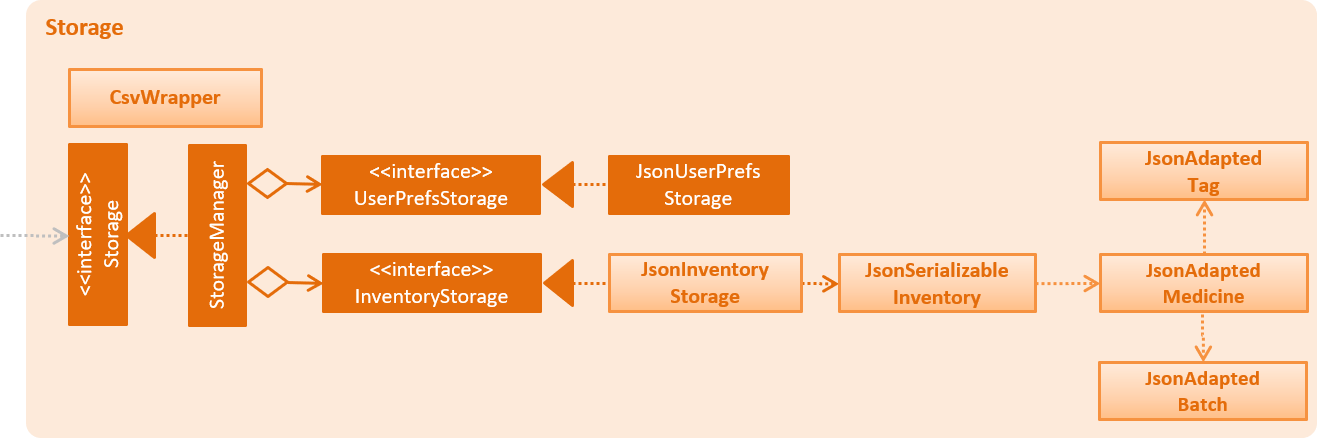 Storage
CsvWrapper
<<interface>>
Storage
StorageManager
<<interface>>
UserPrefsStorage
JsonUserPrefs
Storage
<<interface>>
InventoryStorage
JsonInventory
Storage
JsonSerializable
Inventory
JsonAdapted
Tag
JsonAdapted
Medicine
JsonAdapted
Batch